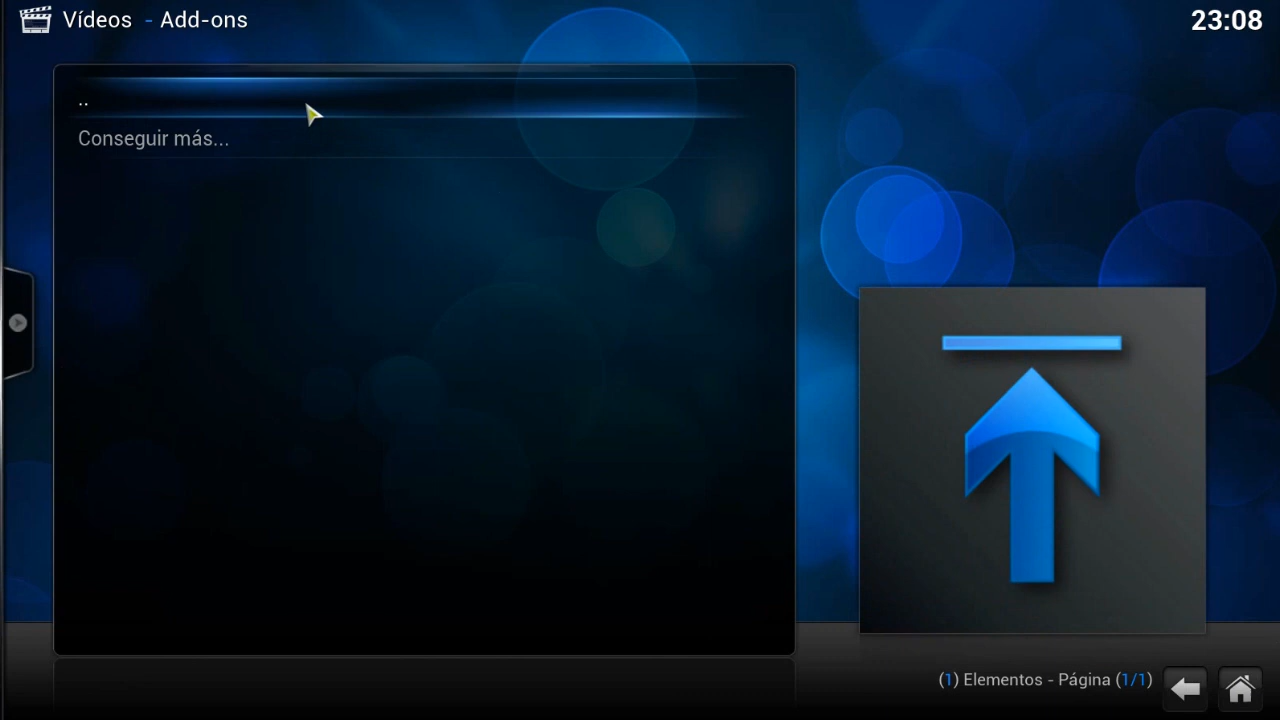 Vídeos - Add-ons
23:08
..
Conseguir más...
(1) Elementos - Página (1/1)